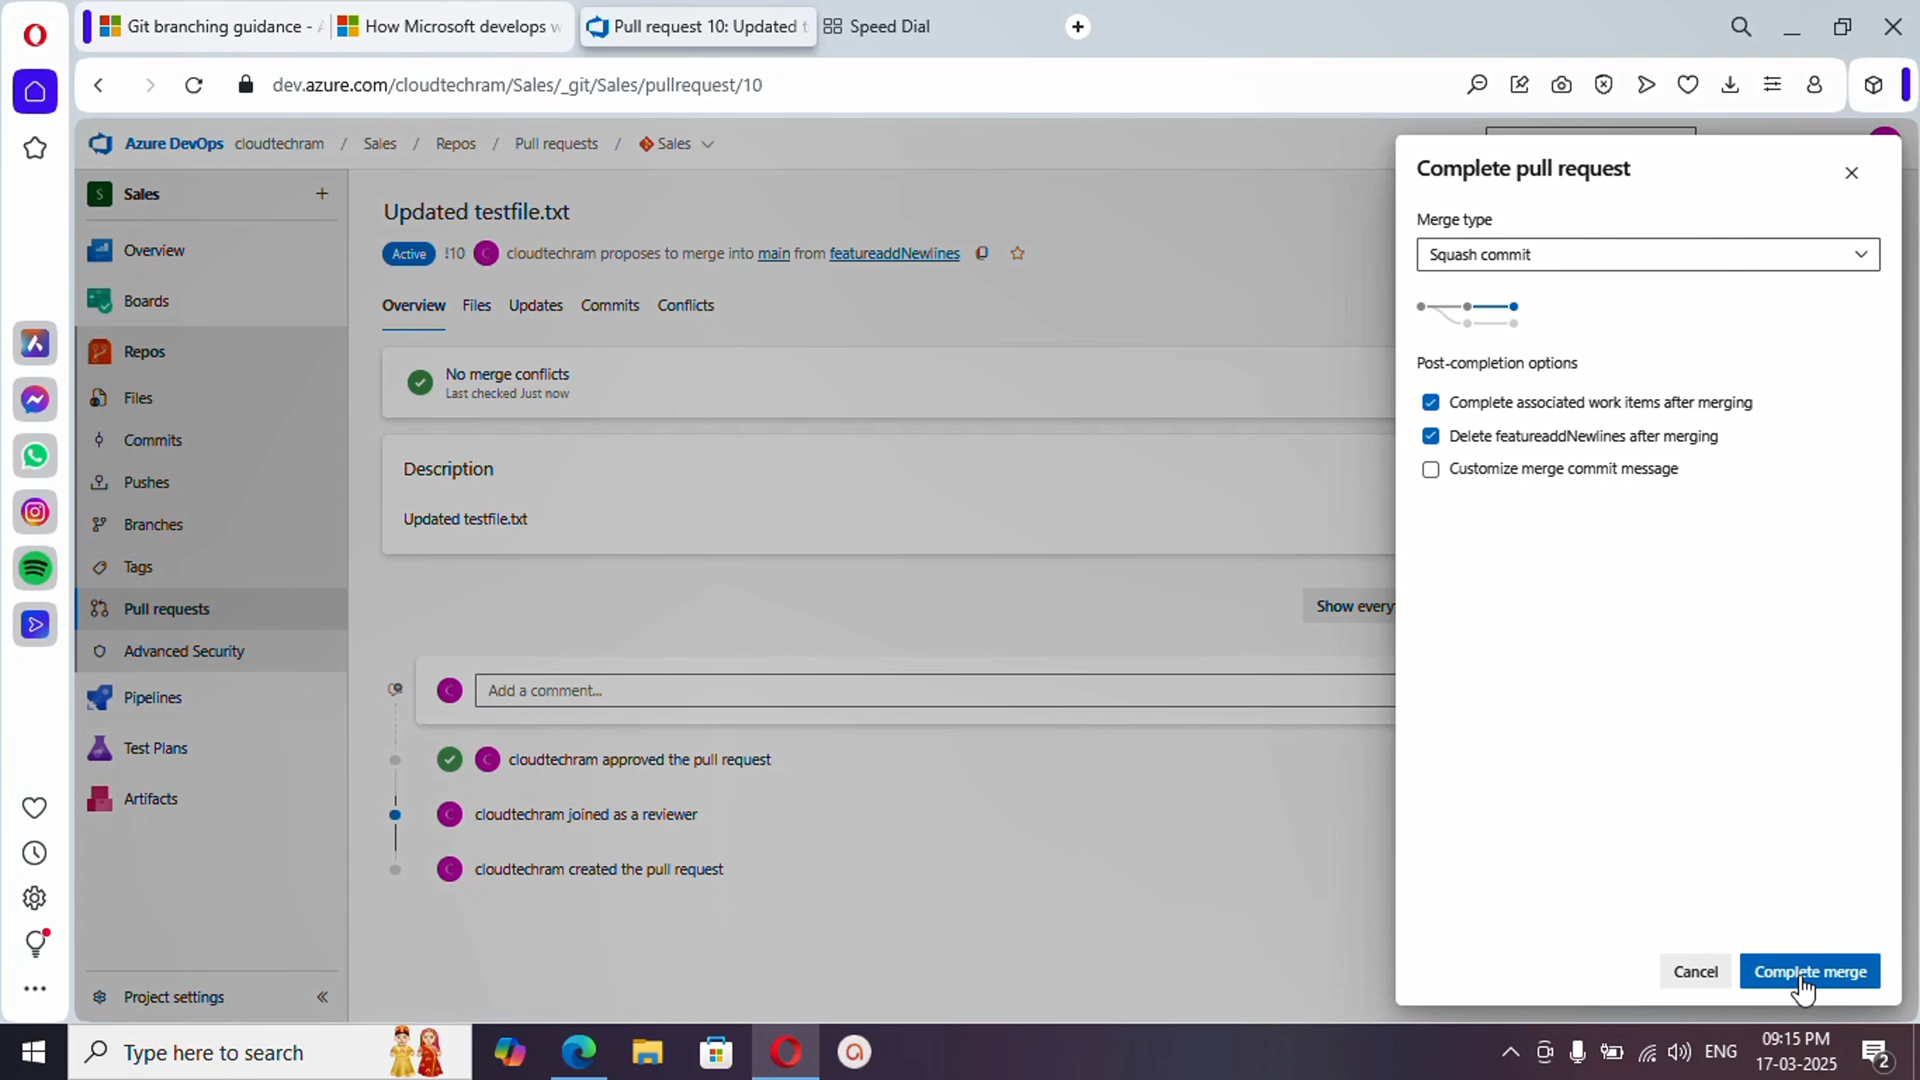 Git branching guidance - A
How Microsoft develops w
Pull request 10: Updated t
Speed Dial
dev.azure.com/cloudtechram/Sales/_git/Sales/pullrequest/10
Azure DevOps cloudtechram / Sales / Repos / Pull requests / Sales
S Sales +
Overview
Boards
Repos
Files
Commits
Pushes
Branches
Tags
Pull requests
Advanced Security
Pipelines
Test Plans
Artifacts
Project settings
Updated testfile.txt
Active !10 C cloudtechram proposes to merge into main from featureaddNewlines
Overview Files Updates Commits Conflicts
No merge conflicts
Last checked Just now
Description
Updated testfile.txt
Show every
C Add a comment...
C cloudtechram approved the pull request
C cloudtechram joined as a reviewer
C cloudtechram created the pull request
Complete pull request
Merge type
Squash commit
Post-completion options
Complete associated work items after merging
Delete featureaddNewlines after merging
Customize merge commit message
Cancel Complete merge
Type here to search
ENG
09:15 PM
17-03-2025
2